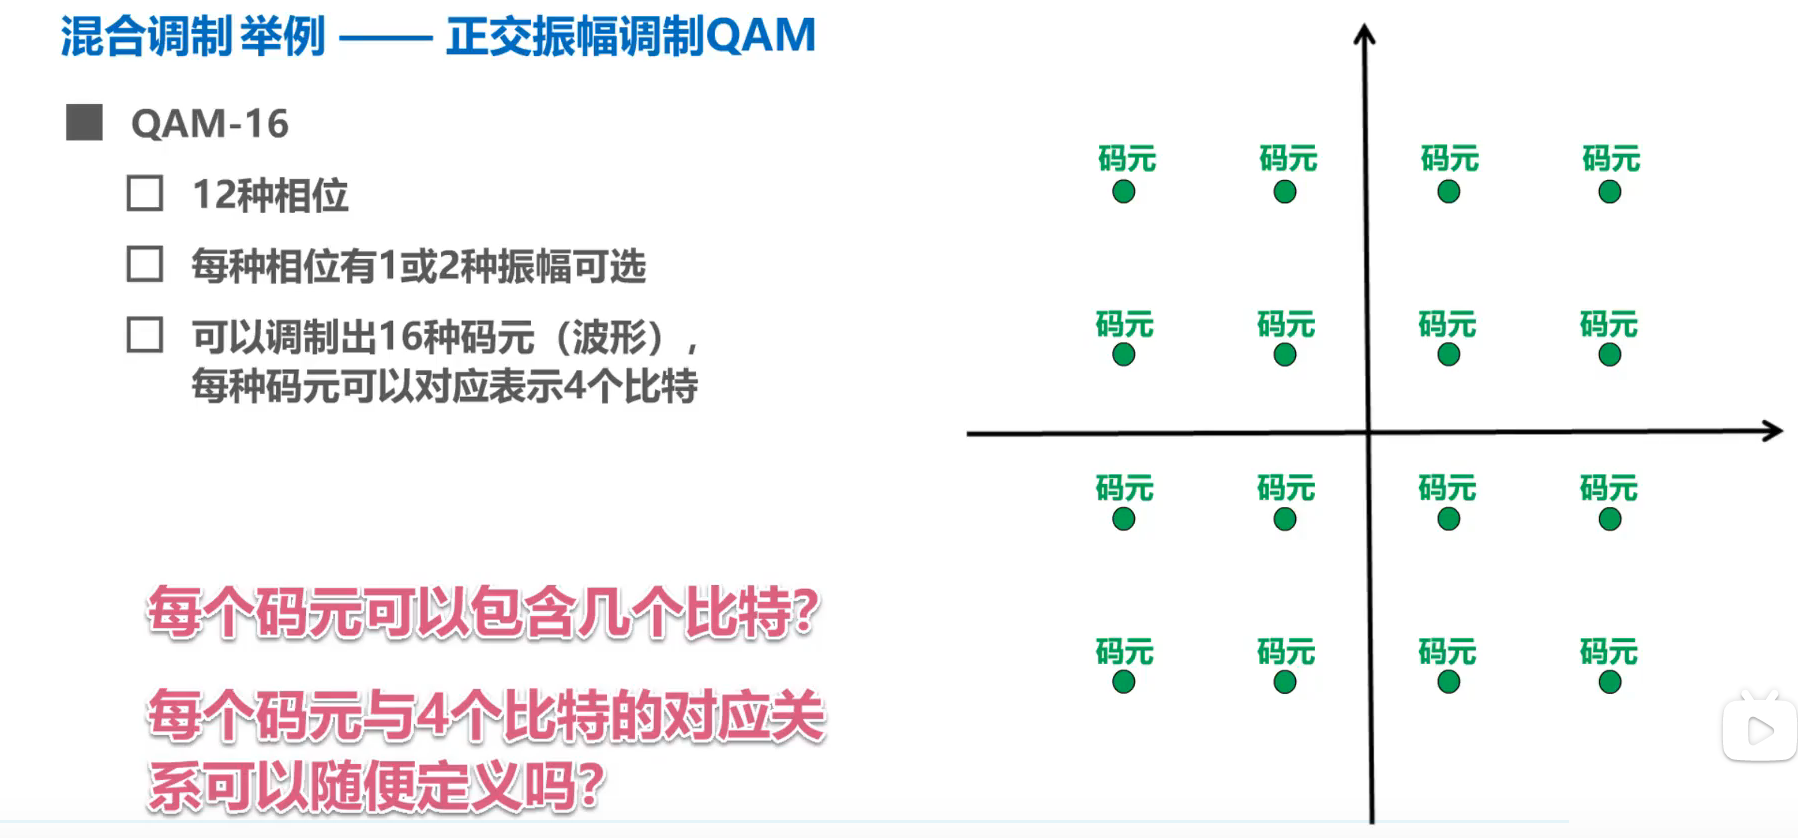 混合调制 举例 —— 正交振幅调制QAM
QAM-16
12种相位
每种相位有1或2种振幅可选
可以调制出16种码元（波形），
每种码元可以对应表示4个比特
每个码元可以包含几个比特？
每个码元与4个比特的对应关
系可以随便定义吗？
码元 码元 码元 码元
码元 码元 码元 码元
码元 码元 码元 码元
码元 码元 码元 码元